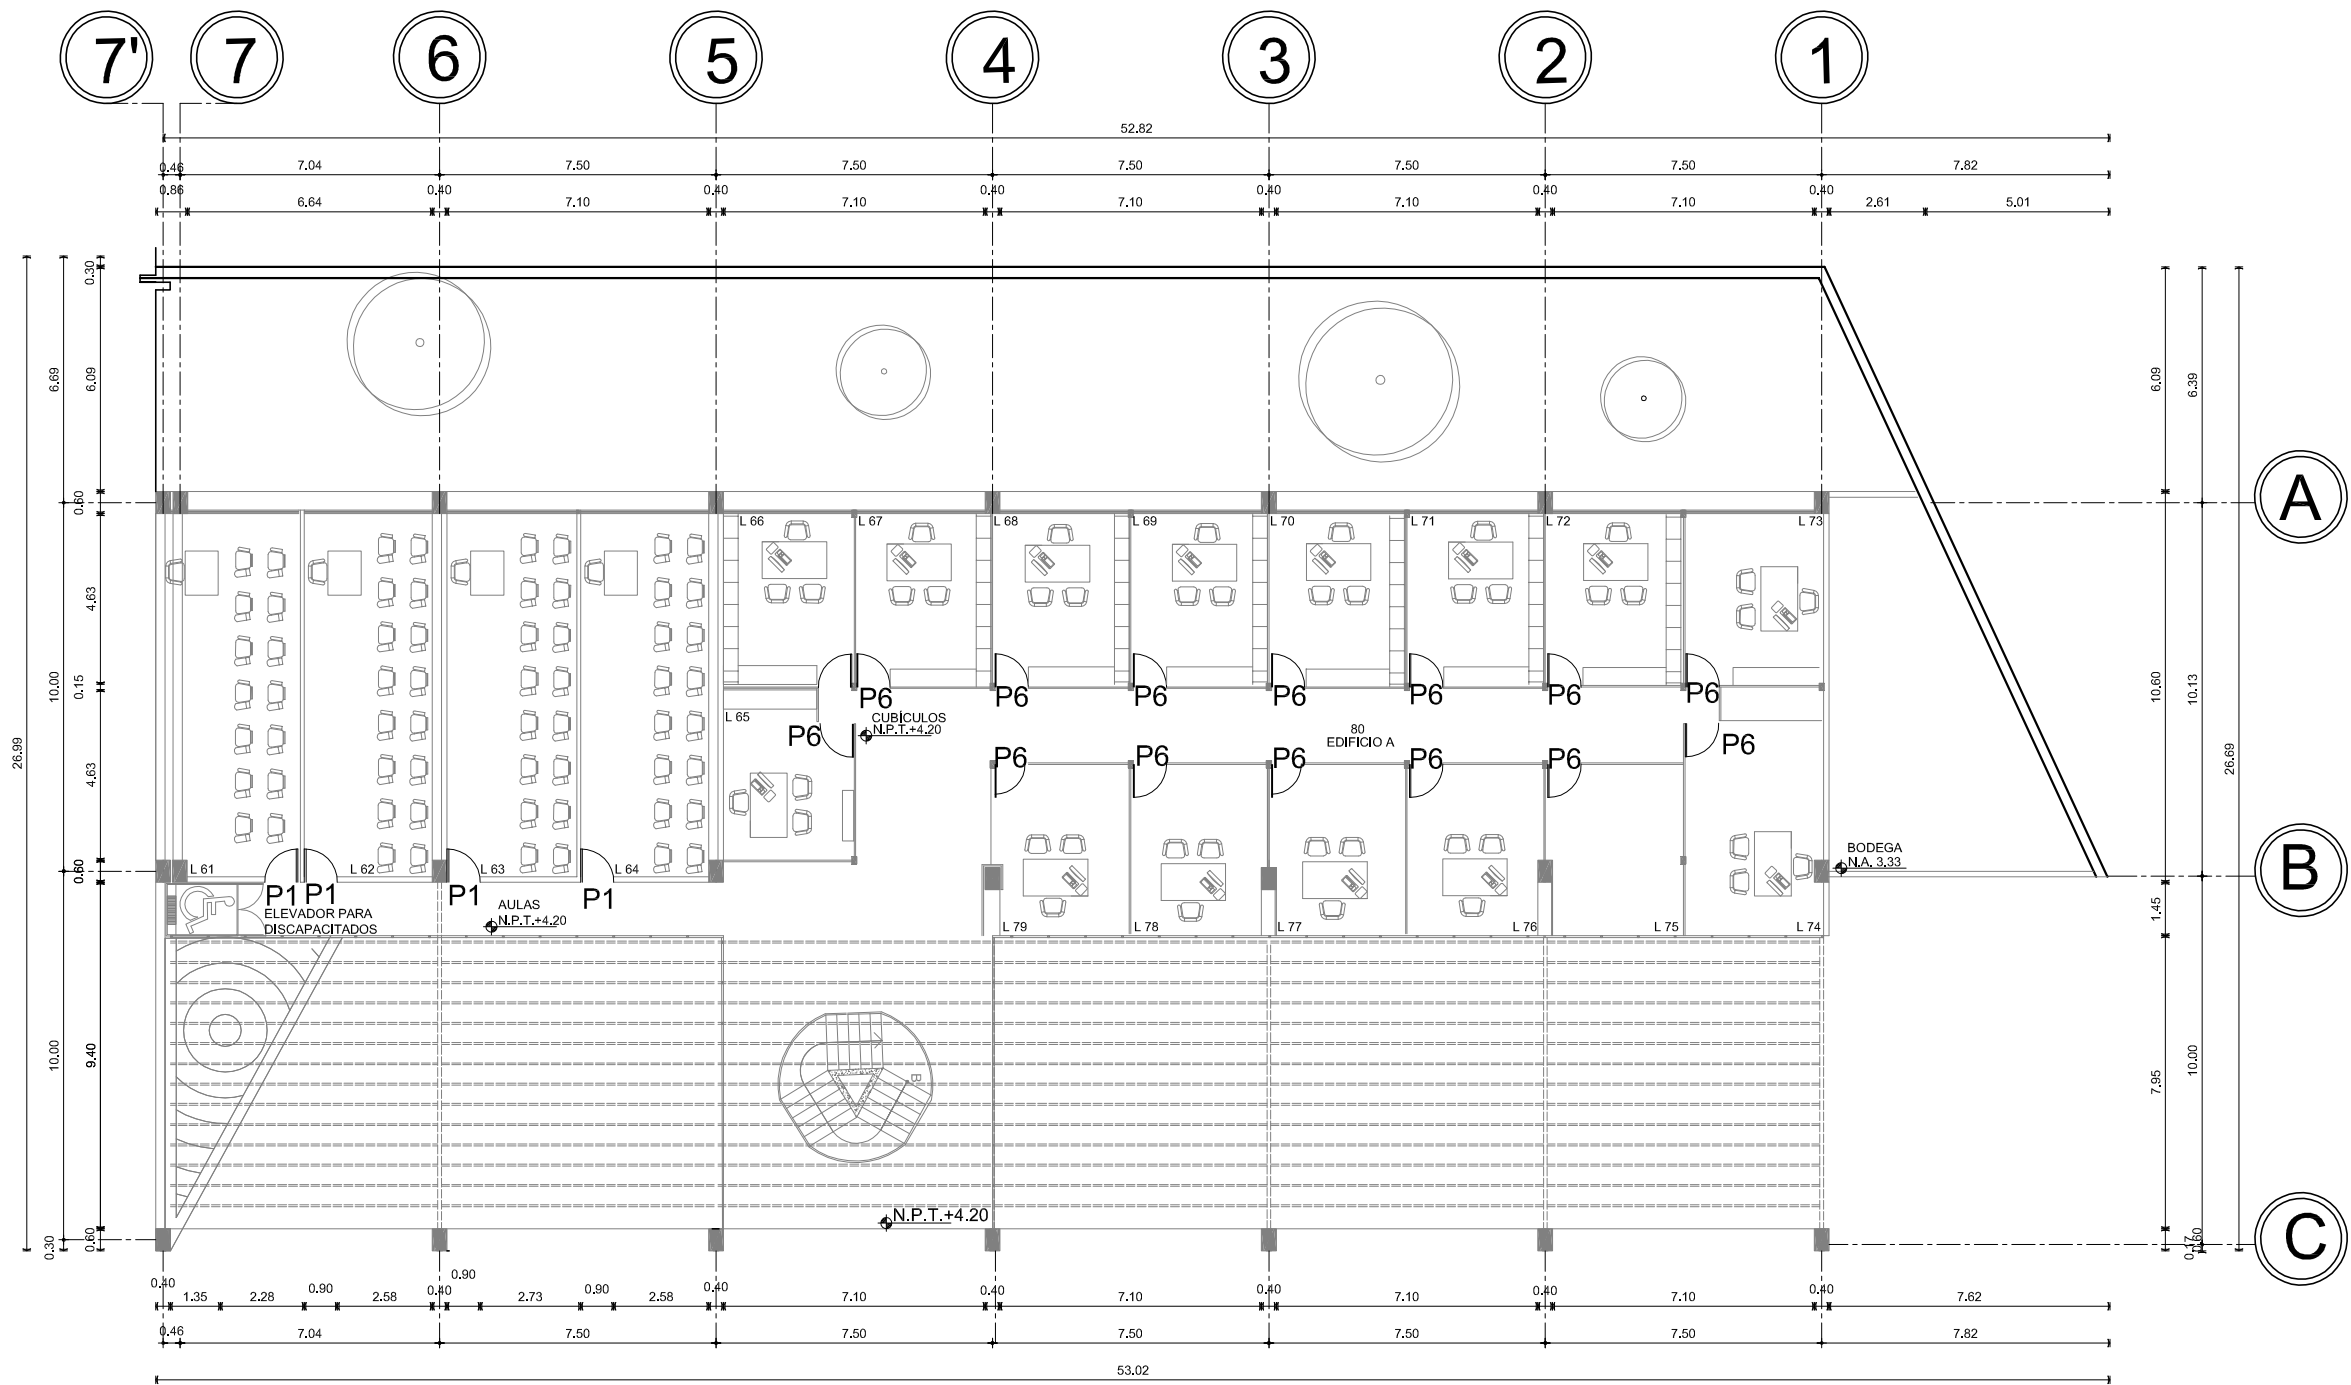 7' 7 6 5 4 3 2 1
52.82
0.46 7.04 7.50 7.50 7.50 7.50 7.50 7.82
0.86 0.40 0.40 0.40 0.40 0.40 0.40
6.64 7.10 7.10 7.10 7.10 7.10 2.61 5.01
26.99
6.69
10.00
10.00
0.30
0.30
6.09
0.60
4.63
0.15
4.63
0.60
9.40
0.60
6.09
10.60
1.45
7.95
0.17
6.39
10.13
10.00
0.60
26.69
A
B
C
L 66 L 67 L 68 L 69 L 70 L 71 L 72 L 73
P6 P6 P6 P6 P6 P6 P6
L 65
CUBÍCULOS
N.P.T.+4.20
80
EDIFICIO A
P6 P6 P6 P6 P6 P6 P6
BODEGA
N.A. 3.33
L 61 L 62 L 63 L 64
P1 P1 P1 P1
ELEVADOR PARA
DISCAPACITADOS
AULAS
N.P.T.+4.20
L 79 L 78 L 77 L 76 L 75 L 74
B
N.P.T.+4.20
0.40 0.90 0.40 0.90 0.90 0.40 0.40 0.40 0.40 0.40
1.35 2.28 2.58 2.73 2.58 7.10 7.10 7.10 7.10 7.62
0.46 7.04 7.50 7.50 7.50 7.50 7.50 7.82
53.02